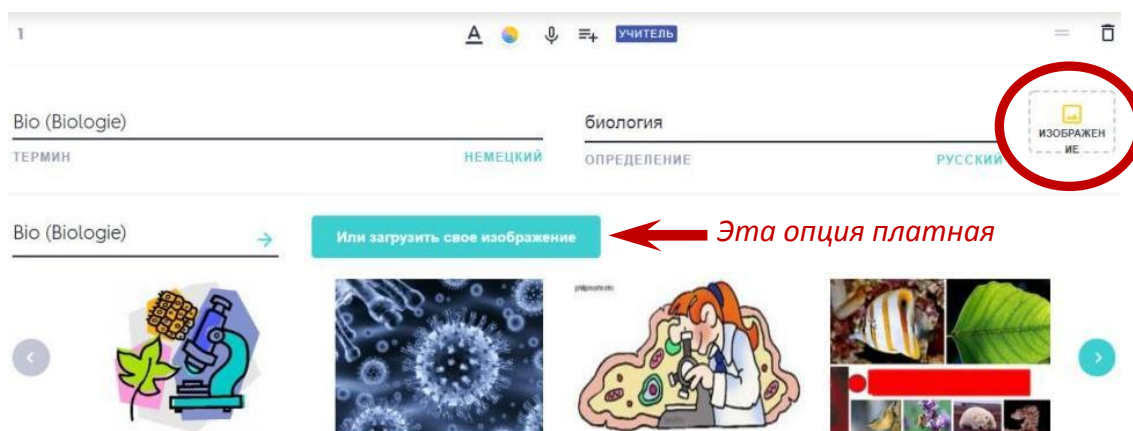 1 A УЧИТЕЛЬ
Bio (Biologie) биология
ИЗОБРАЖЕН
ИЕ
ТЕРМИН НЕМЕЦКИЙ ОПРЕДЕЛЕНИЕ РУССКИЙ
Bio (Biologie) Или загрузить свое изображение Эта опция платная